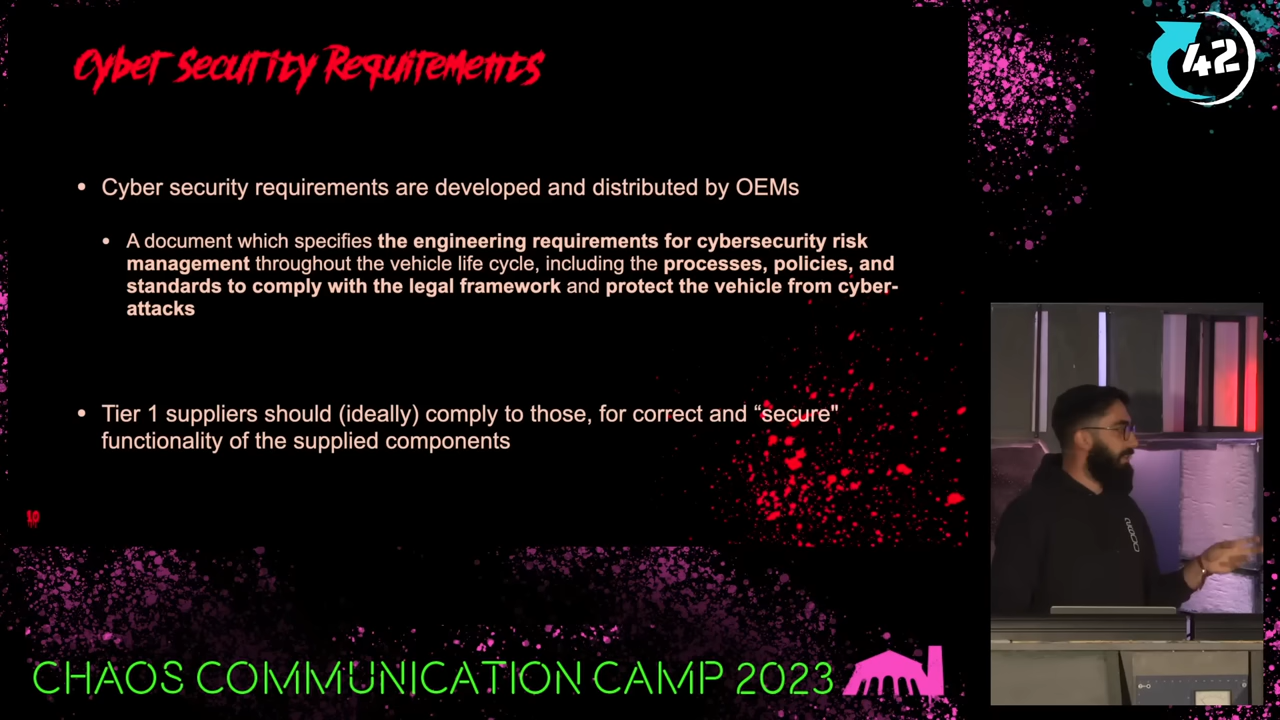 Cyber Security Requirements
42
• Cyber security requirements are developed and distributed by OEMs
• A document which specifies the engineering requirements for cybersecurity risk
management throughout the vehicle life cycle, including the processes, policies, and
standards to comply with the legal framework and protect the vehicle from cyber-
attacks
• Tier 1 suppliers should (ideally) comply to those, for correct and “secure"
functionality of the supplied components
10
CHAOS COMMUNICATION CAMP 2023